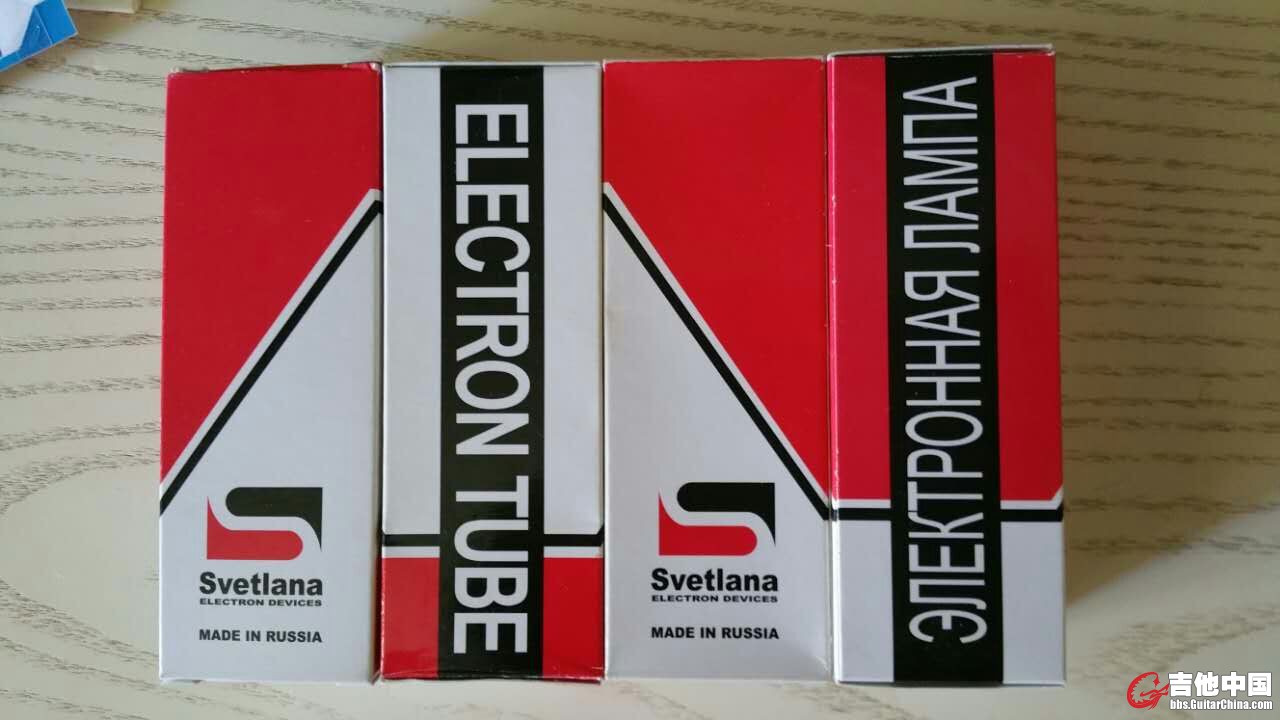 Svetlana
ELECTRON DEVICES
MADE IN RUSSIA
ELECTRON TUBE
Svetlana
ELECTRON DEVICES
MADE IN RUSSIA
ЭЛЕКТРОННАЯ ЛАМПА
吉他中国
bbs.GuitarChina.com